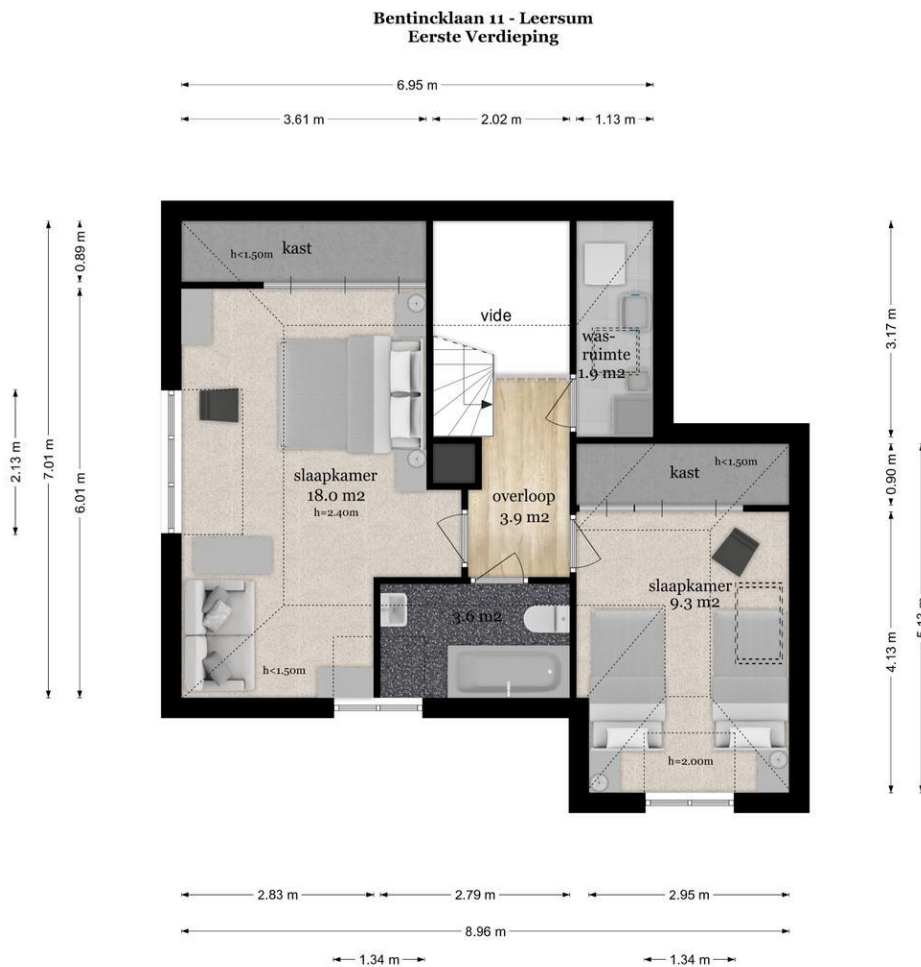 Bentincklaan 11 - Leersum
Eerste Verdieping
6.95 m
3.61 m
2.02 m
1.13 m
0.89 m
kast
h<1.50m
vide
was-
ruimte
1.9 m2
3.17 m
2.13 m
7.01 m
6.01 m
slaapkamer
18.0 m2
h=2.40m
overloop
3.9 m2
kast
h<1.50m
0.90 m
slaapkamer
9.3 m2
3.6 m2
h<1.50m
4.13 m
5.13 m
h=2.00m
2.83 m
2.79 m
2.95 m
8.96 m
1.34 m
1.34 m